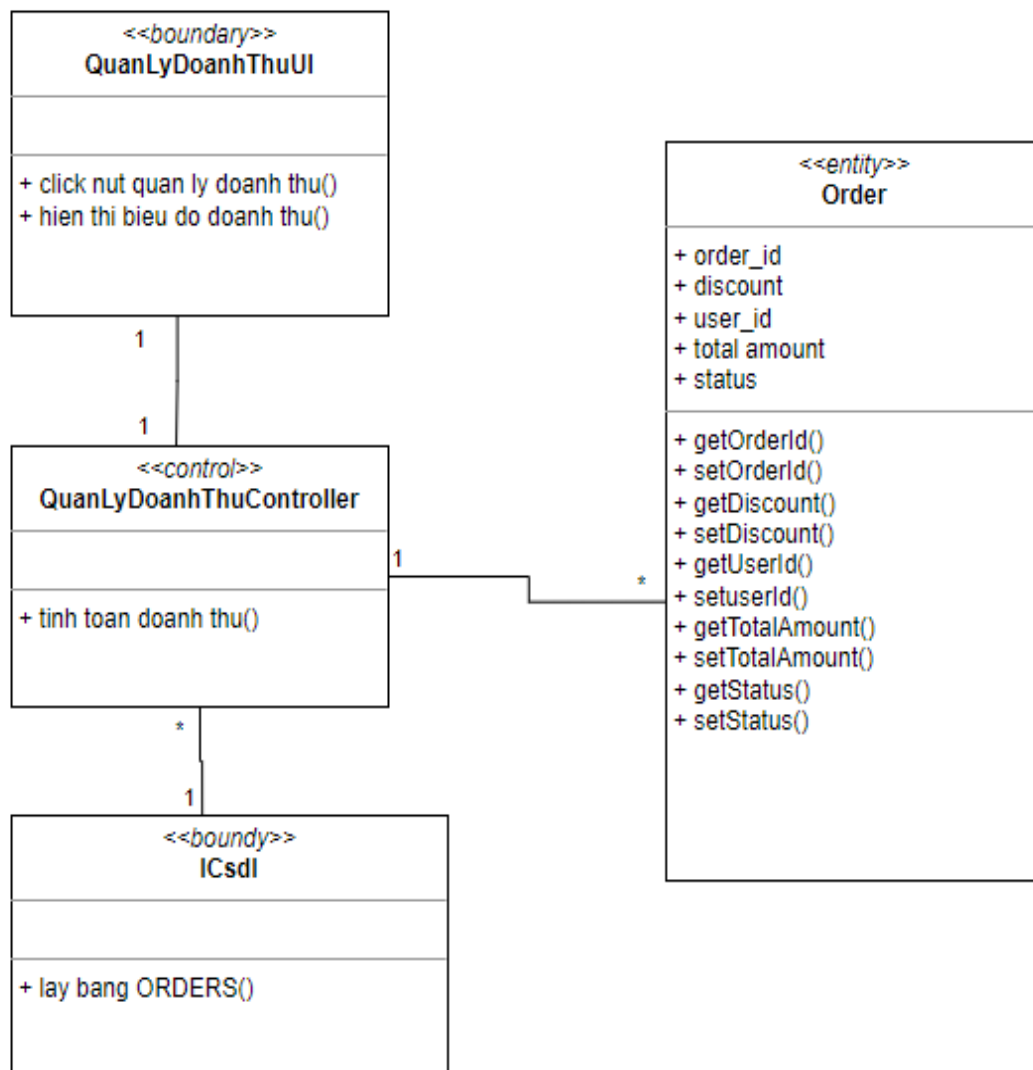 <<boundary>>
QuanLyDoanhThuUI
+ click nut quan ly doanh thu()
+ hien thi bieu do doanh thu()
1
1
<<control>>
QuanLyDoanhThuController
+ tinh toan doanh thu()
1
*
*
1
<<boundy>>
ICsdl
+ lay bang ORDERS()
<<entity>>
Order
+ order_id
+ discount
+ user_id
+ total amount
+ status
+ getOrderId()
+ setOrderId()
+ getDiscount()
+ setDiscount()
+ getUserId()
+ setuserId()
+ getTotalAmount()
+ setTotalAmount()
+ getStatus()
+ setStatus()